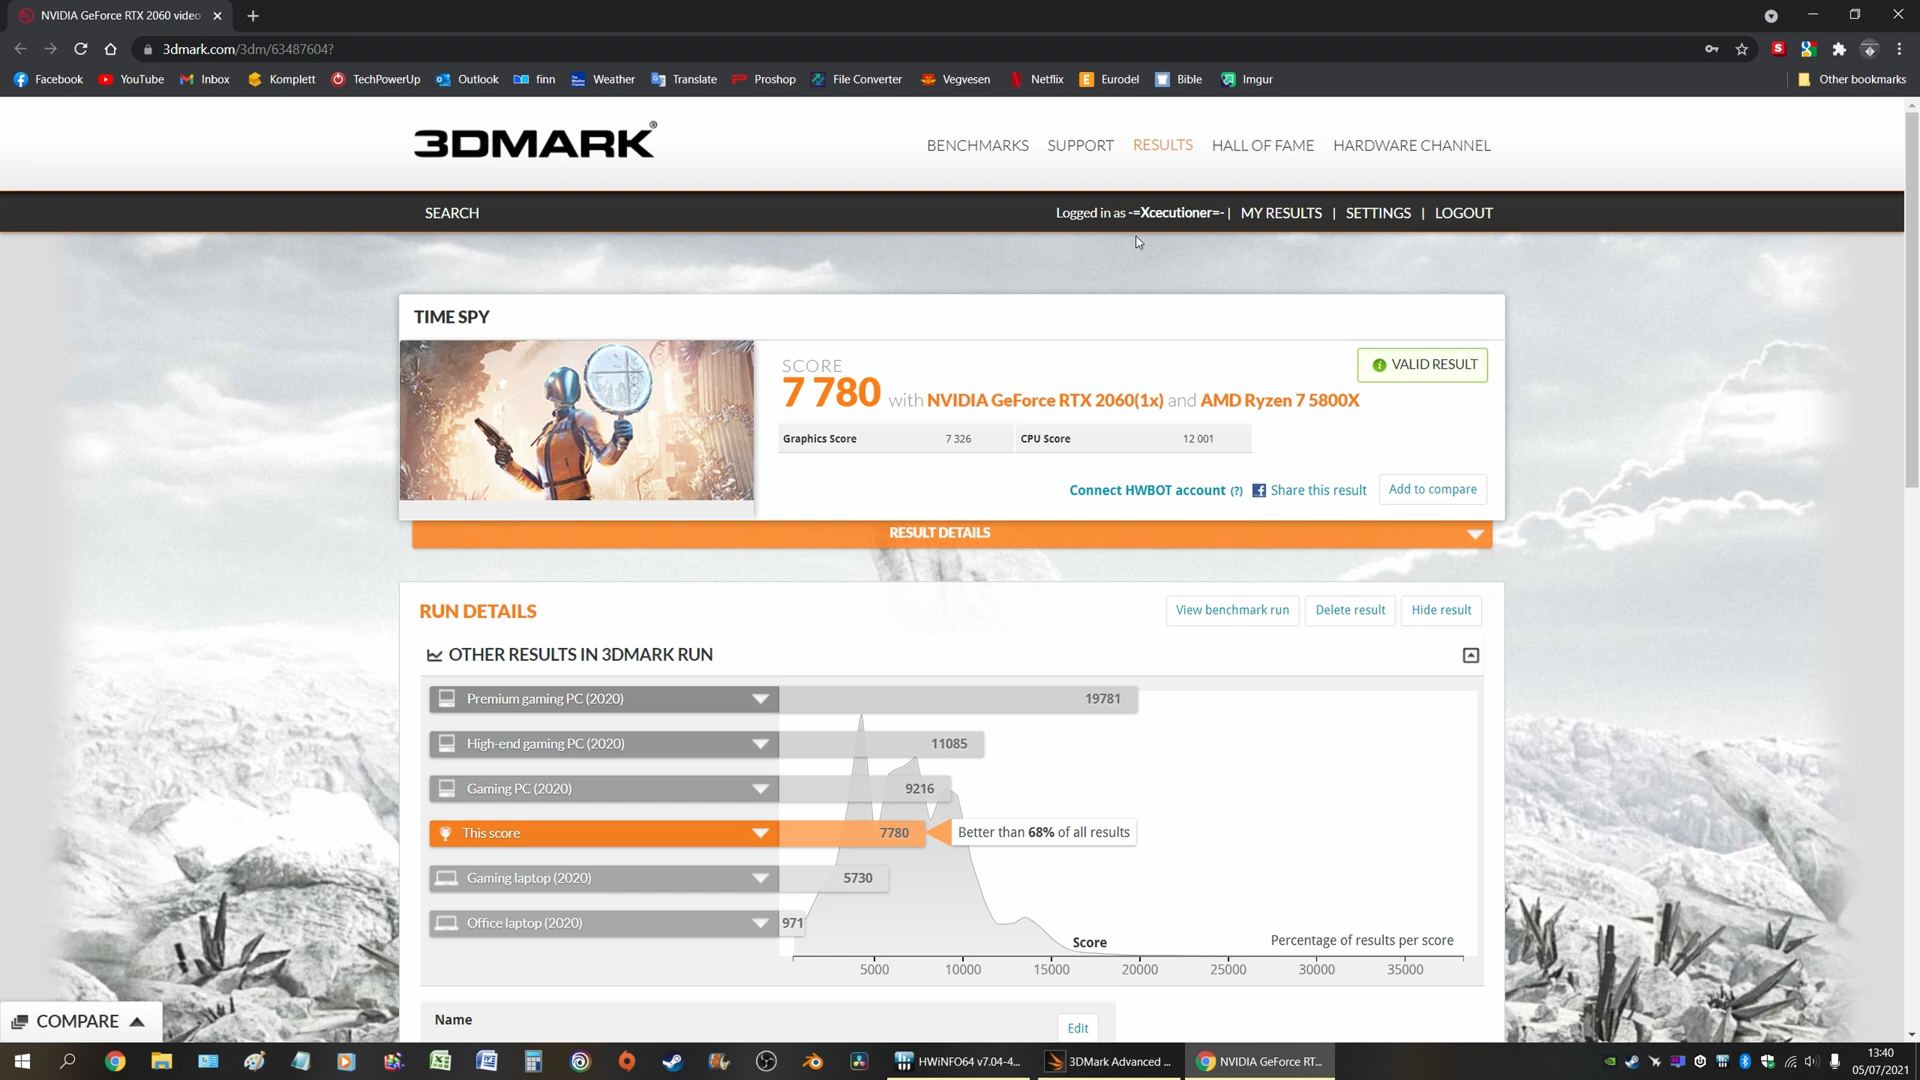 NVIDIA GeForce RTX 2060 video
3dmark.com/3dm/63487604?
Facebook YouTube Inbox Komplett TechPowerUp Outlook finn Weather Translate Proshop File Converter Vegvesen Netflix Eurodel Bible Imgur Other bookmarks
3DMARK®
BENCHMARKS SUPPORT RESULTS HALL OF FAME HARDWARE CHANNEL
SEARCH Logged in as -=Xcecutioner=- | MY RESULTS | SETTINGS | LOGOUT
TIME SPY
SCORE
VALID RESULT
7 780 with NVIDIA GeForce RTX 2060(1x) and AMD Ryzen 7 5800X
Graphics Score 7 326 CPU Score 12 001
Connect HWBOT account (?) Share this result Add to compare
RESULT DETAILS
RUN DETAILS View benchmark run Delete result Hide result
OTHER RESULTS IN 3DMARK RUN
Premium gaming PC (2020) 19781
High-end gaming PC (2020) 11085
Gaming PC (2020) 9216
This score 7780 Better than 68% of all results
Gaming laptop (2020) 5730
Office laptop (2020) 971
Score Percentage of results per score
5000 10000 15000 20000 25000 30000 35000
Name
Edit
COMPARE
HWiNFO64 v7.04-4... 3DMark Advanced ... NVIDIA GeForce RT...
13:40
05/07/2021